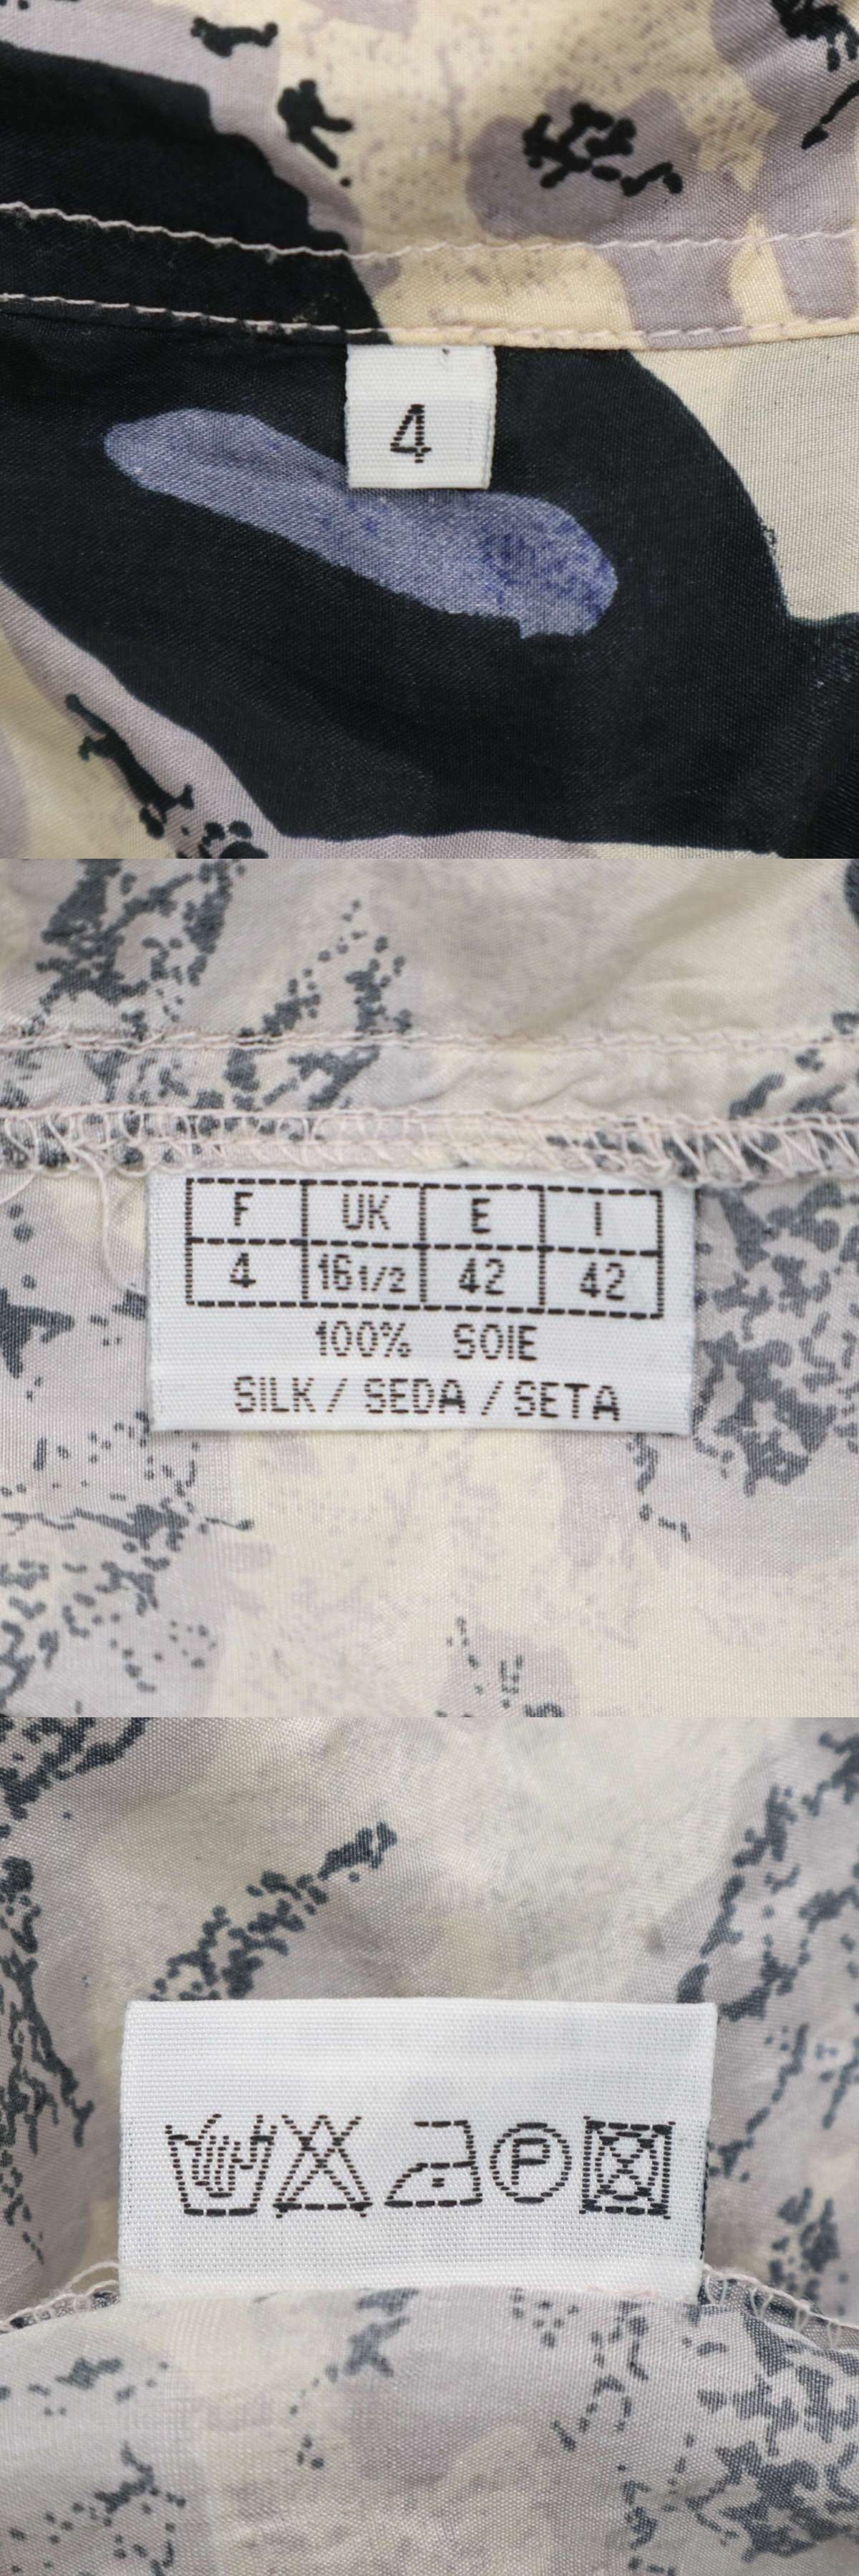 4
F UK E I
4 16 1/2 42 42
100% SOIE
SILK / SEDA / SETA
P